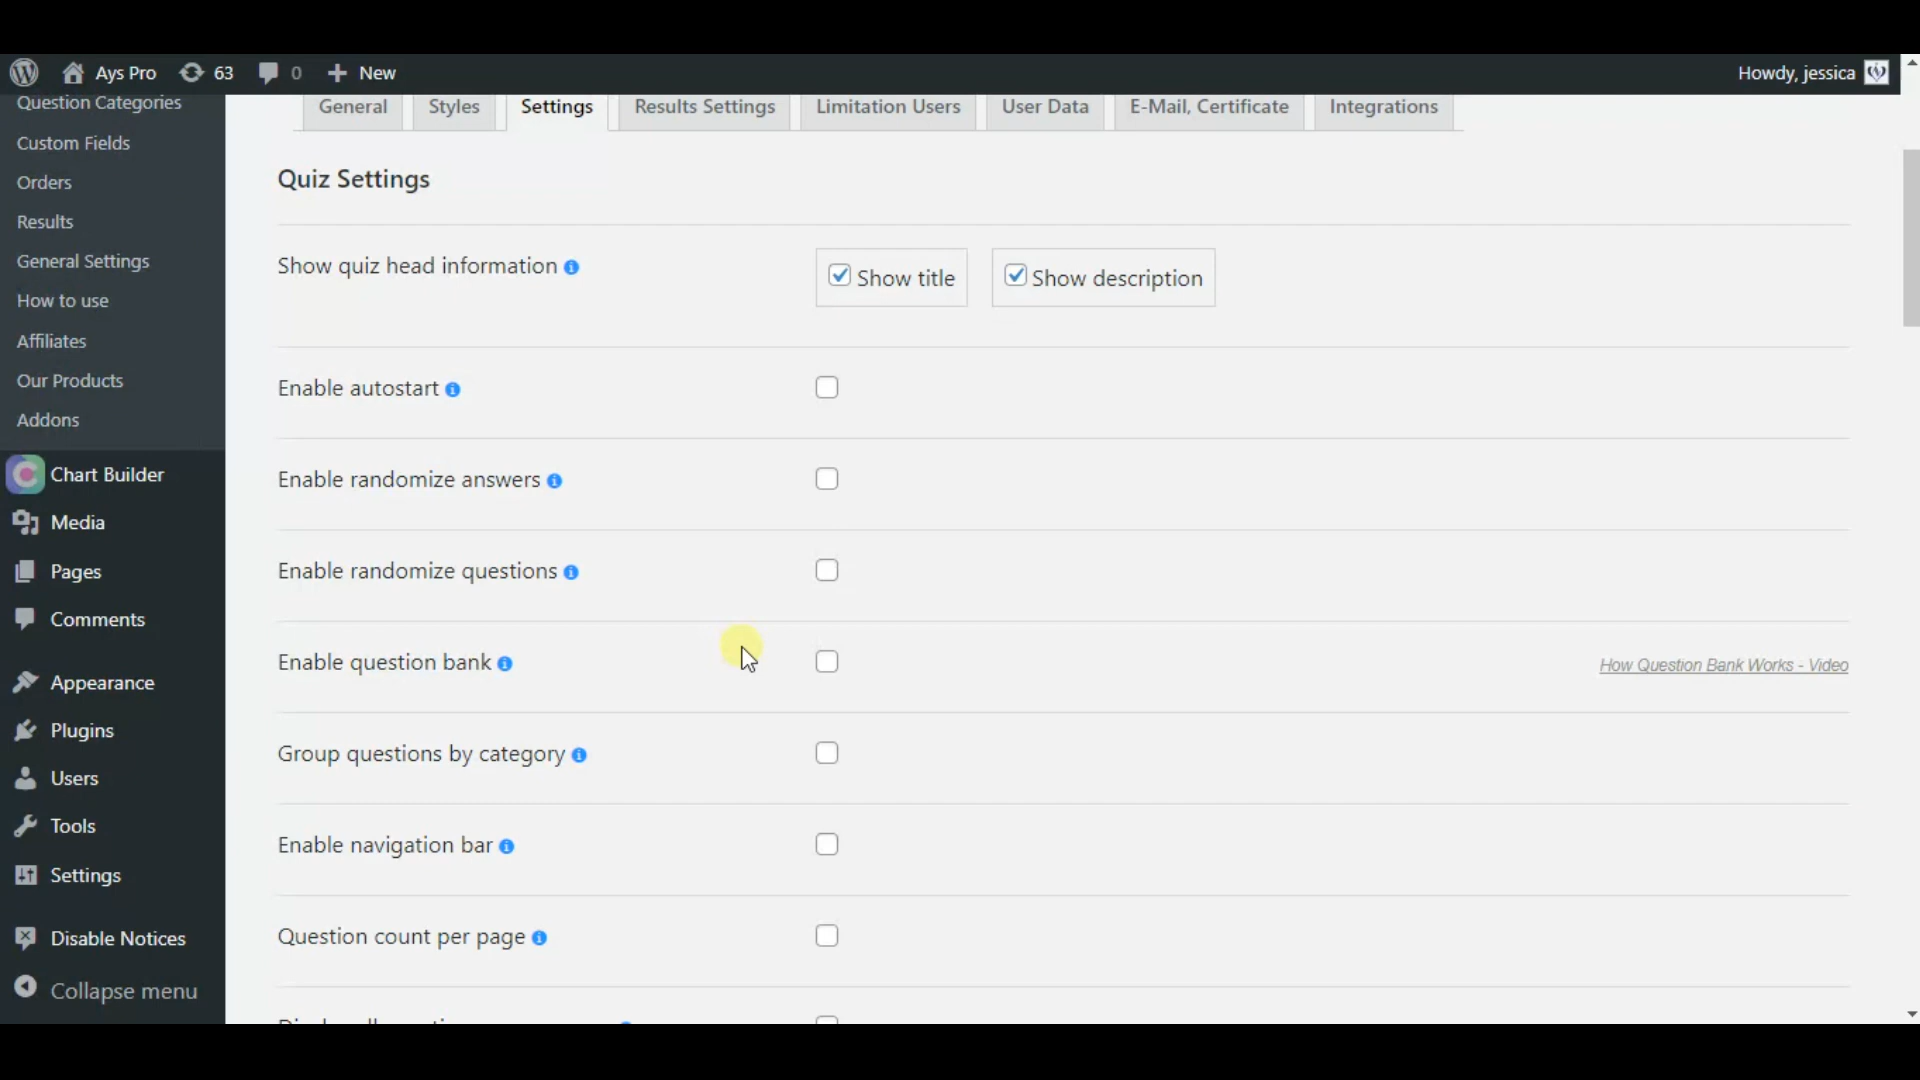 Ays Pro 63 0 New Howdy, jessica
Question Categories
Custom Fields
Orders
Results
General Settings
How to use
Affiliates
Our Products
Addons
Chart Builder
Media
Pages
Comments
Appearance
Plugins
Users
Tools
Settings
Disable Notices
Collapse menu
General Styles Settings Results Settings Limitation Users User Data E-Mail, Certificate Integrations
Quiz Settings
Show quiz head information Show title Show description
Enable autostart
Enable randomize answers
Enable randomize questions
Enable question bank How Question Bank Works - Video
Group questions by category
Enable navigation bar
Question count per page